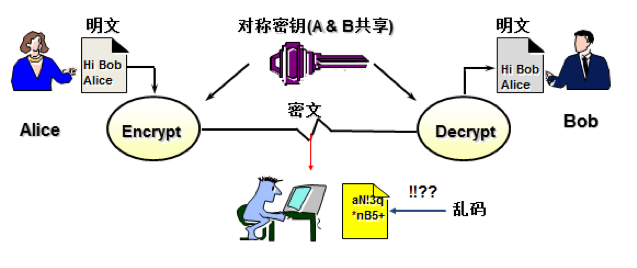 明文
对称密钥(A & B共享)
明文
Hi Bob
Alice
Hi Bob
Alice
Alice
Encrypt
密文
Decrypt
Bob
aN!3q
*nB5+
!!??
乱码